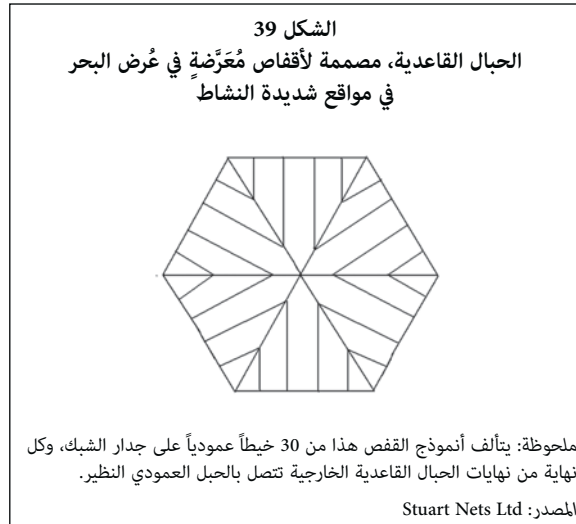 الشكل 39
الحبال القاعدية، مصممة لأقفاص مُعَرَّضةٍ في عُرض البحر
في مواقع شديدة النشاط
ملحوظة: يتألف أنموذج القفص هذا من 30 خيطاً عمودياً على جدار الشبك، وكل
نهاية من نهايات الحبال القاعدية الخارجية تتصل بالحبل العمودي النظير.
المصدر: Stuart Nets Ltd